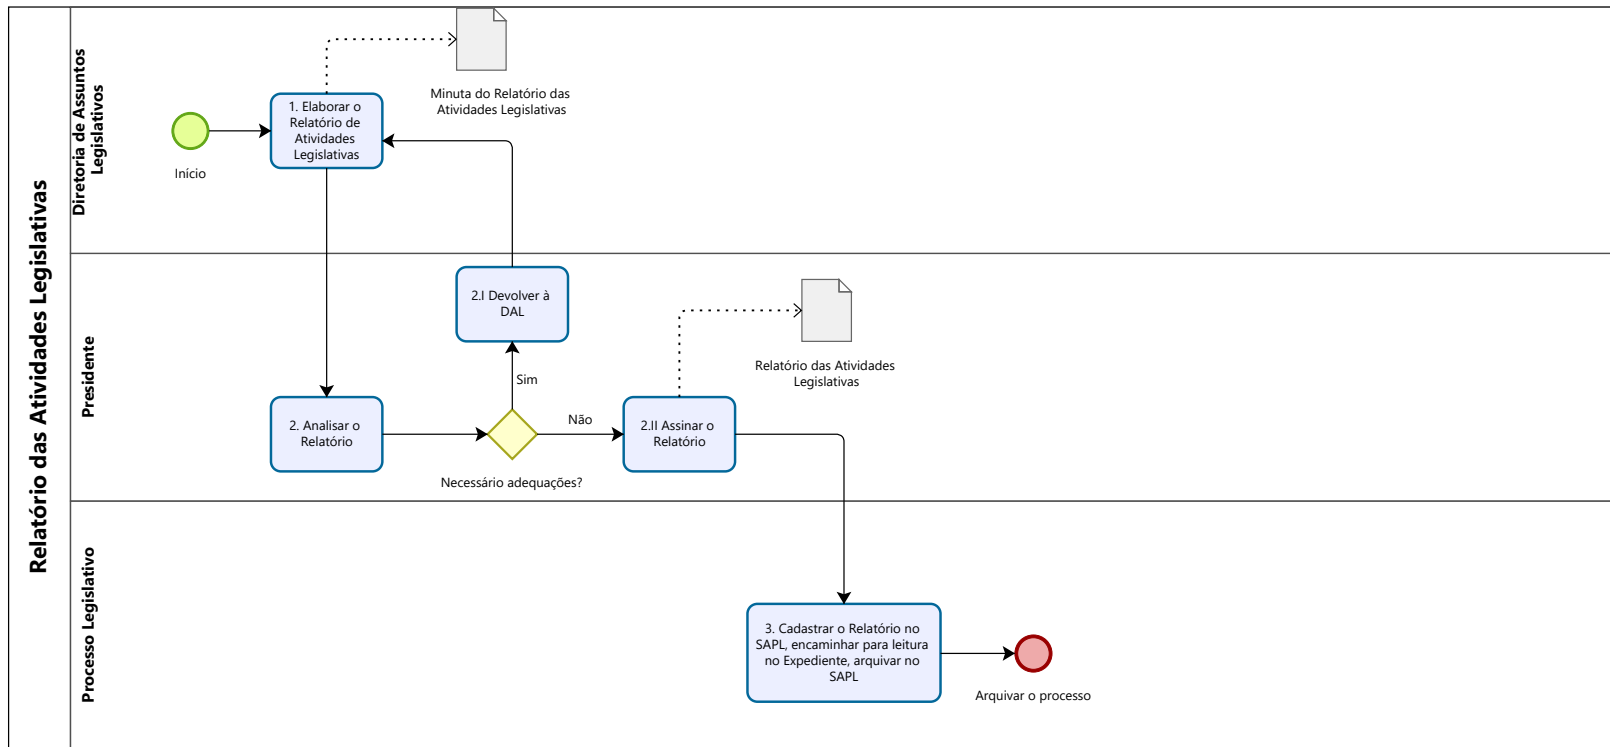 Relatório das Atividades Legislativas
Diretoria de Assuntos
Legislativos
Início
1. Elaborar o
Relatório de
Atividades
Legislativas
Minuta do Relatório das
Atividades Legislativas
Presidente
2.I Devolver à
DAL
Sim
2. Analisar o
Relatório
Necessário adequações?
Não
2.II Assinar o
Relatório
Relatório das Atividades
Legislativas
Processo Legislativo
3. Cadastrar o Relatório no
SAPL, encaminhar para leitura
no Expediente, arquivar no
SAPL
Arquivar o processo